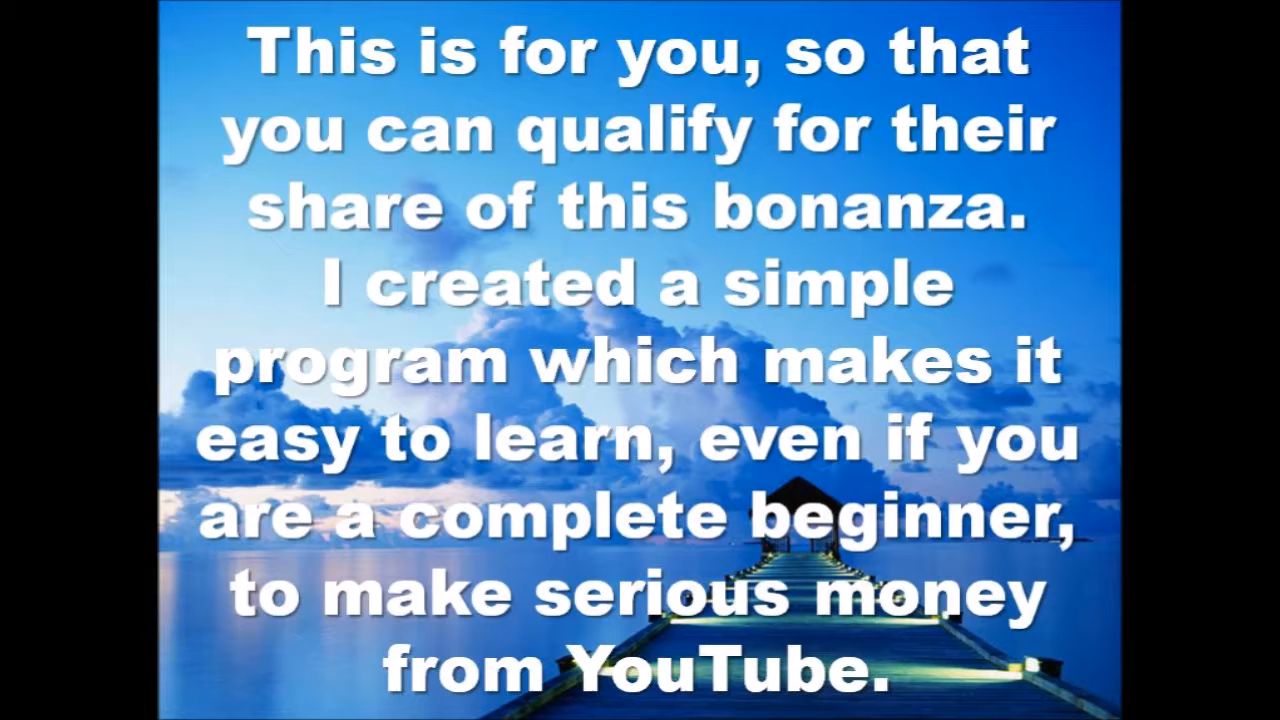 This is for you, so that
you can qualify for their
share of this bonanza.
I created a simple
program which makes it
easy to learn, even if you
are a complete beginner,
to make serious money
from YouTube.